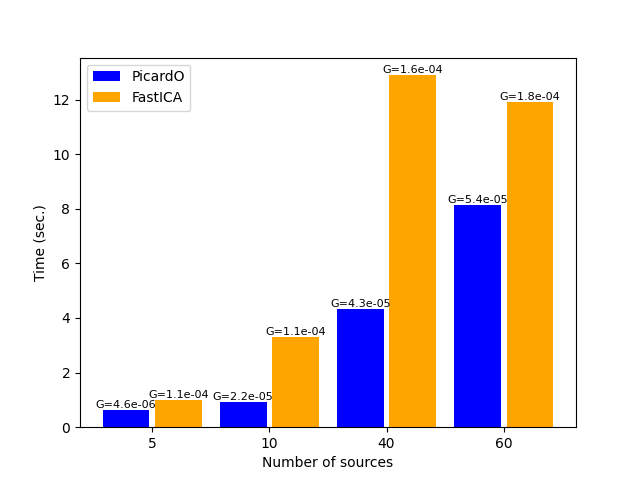 PicardO
FastICA
G=4.6e-06
G=1.1e-04
G=2.2e-05
G=1.1e-04
G=4.3e-05
G=1.6e-04
G=5.4e-05
G=1.8e-04
12
10
8
6
4
2
0
Time (sec.)
5 10 40 60
Number of sources